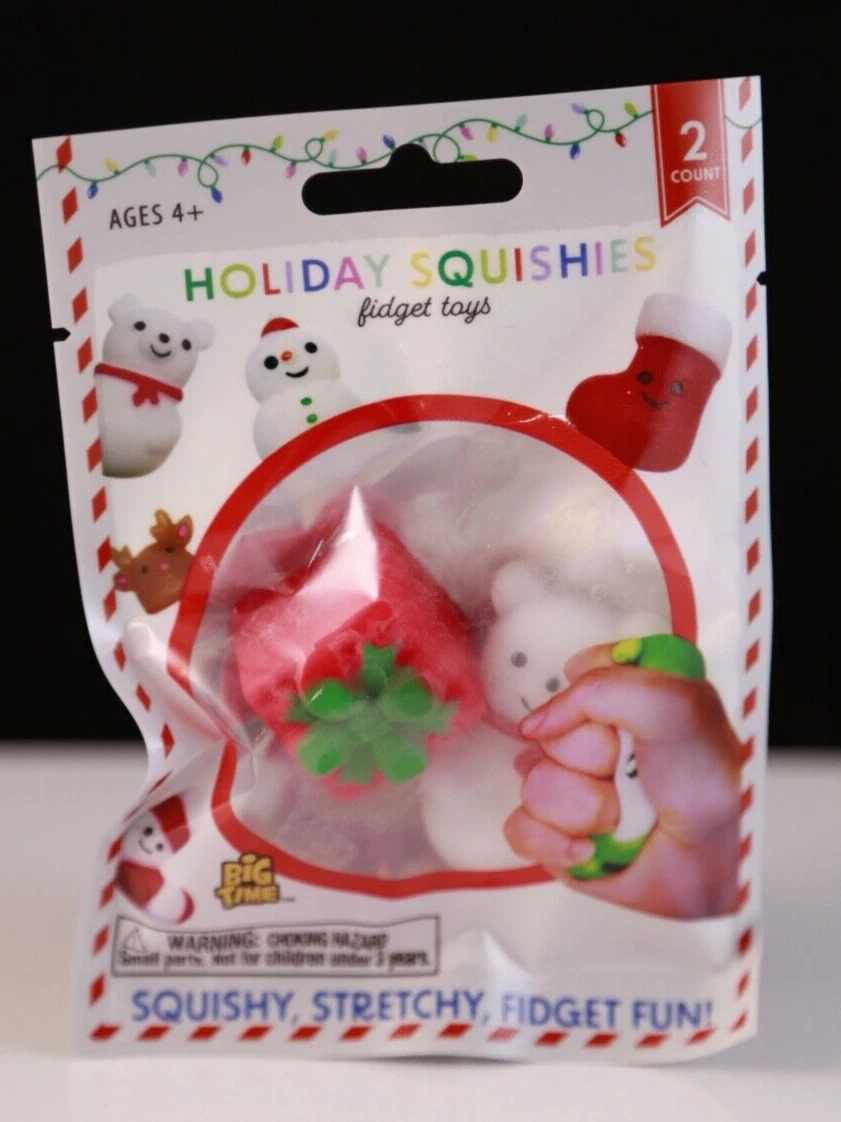 2
COUNT
AGES 4+
HOLIDAY SQUISHIES
fidget toys
BIG
TIME
WARNING: CHOKING HAZARD
Small parts. Not for children under 3 years.
SQUISHY, STRETCHY, FIDGET FUN!